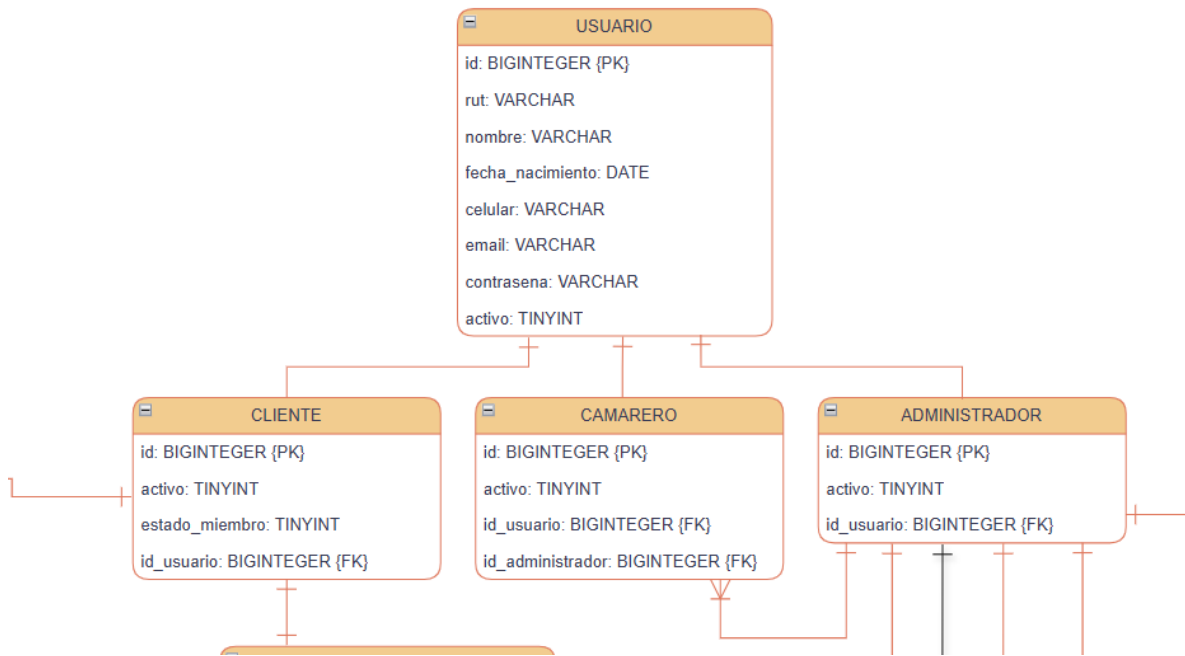 USUARIO
id: BIGINTEGER {PK}
rut: VARCHAR
nombre: VARCHAR
fecha_nacimiento: DATE
celular: VARCHAR
email: VARCHAR
contrasena: VARCHAR
activo: TINYINT
CLIENTE
id: BIGINTEGER {PK}
activo: TINYINT
estado_miembro: TINYINT
id_usuario: BIGINTEGER {FK}
CAMARERO
id: BIGINTEGER {PK}
activo: TINYINT
id_usuario: BIGINTEGER {FK}
id_administrador: BIGINTEGER {FK}
ADMINISTRADOR
id: BIGINTEGER {PK}
activo: TINYINT
id_usuario: BIGINTEGER {FK}